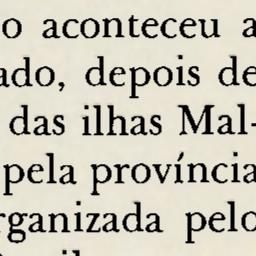 o aconteceu a
ado, depois de
das ilhas Mal-
pela província
rganizada pelo